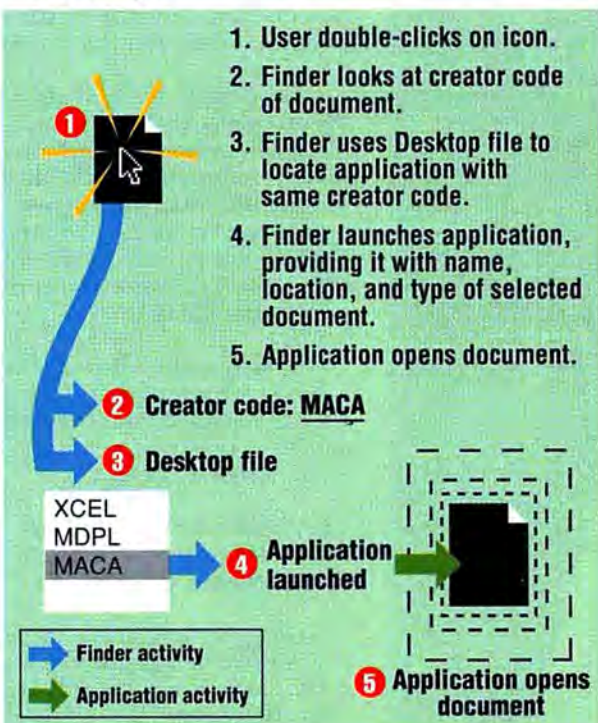 1. User double-clicks on icon.
2. Finder looks at creator code
of document.
3. Finder uses Desktop file to
locate application with
same creator code.
4. Finder launches application,
providing it with name,
location, and type of selected
document.
5. Application opens document.
1
2 Creator code: MACA
3 Desktop file
XCEL
MDPL
MACA
4 Application
launched
Finder activity
Application activity
5 Application opens
document